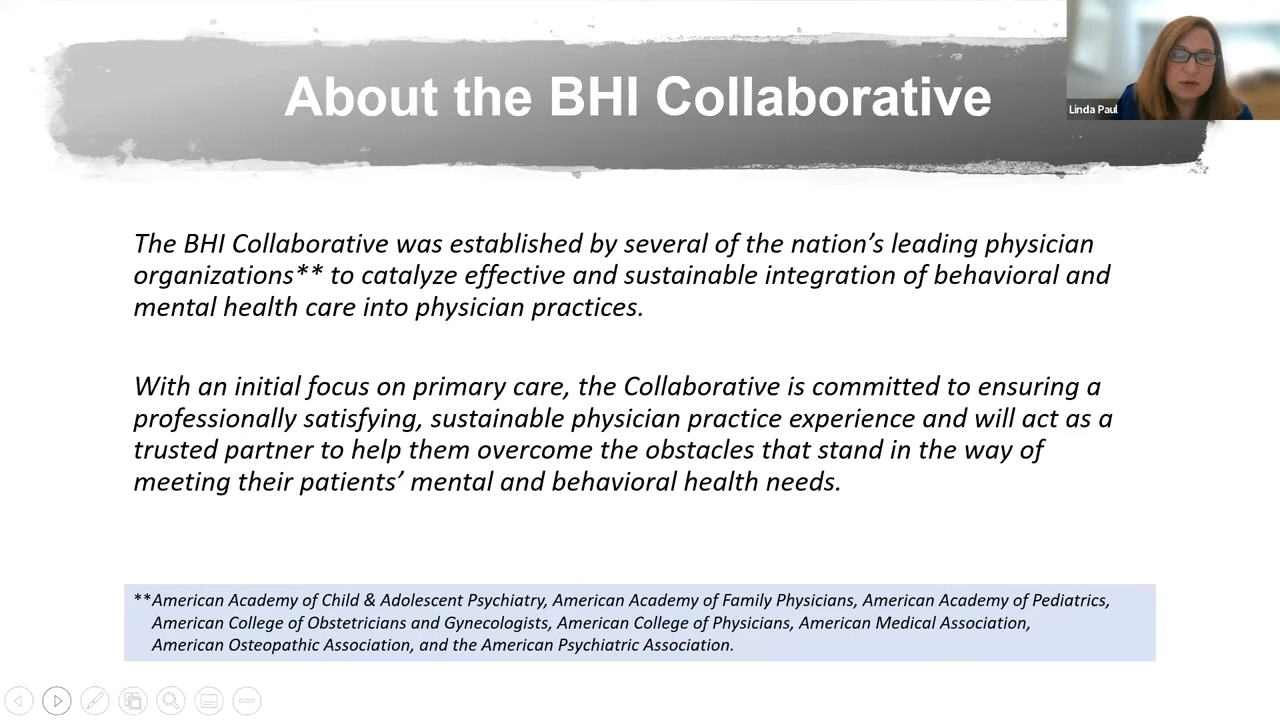 About the BHI Collaborative
Linda Paul
The BHI Collaborative was established by several of the nation’s leading physician
organizations** to catalyze effective and sustainable integration of behavioral and
mental health care into physician practices.
With an initial focus on primary care, the Collaborative is committed to ensuring a
professionally satisfying, sustainable physician practice experience and will act as a
trusted partner to help them overcome the obstacles that stand in the way of
meeting their patients’ mental and behavioral health needs.
**American Academy of Child & Adolescent Psychiatry, American Academy of Family Physicians, American Academy of Pediatrics,
American College of Obstetricians and Gynecologists, American College of Physicians, American Medical Association,
American Osteopathic Association, and the American Psychiatric Association.